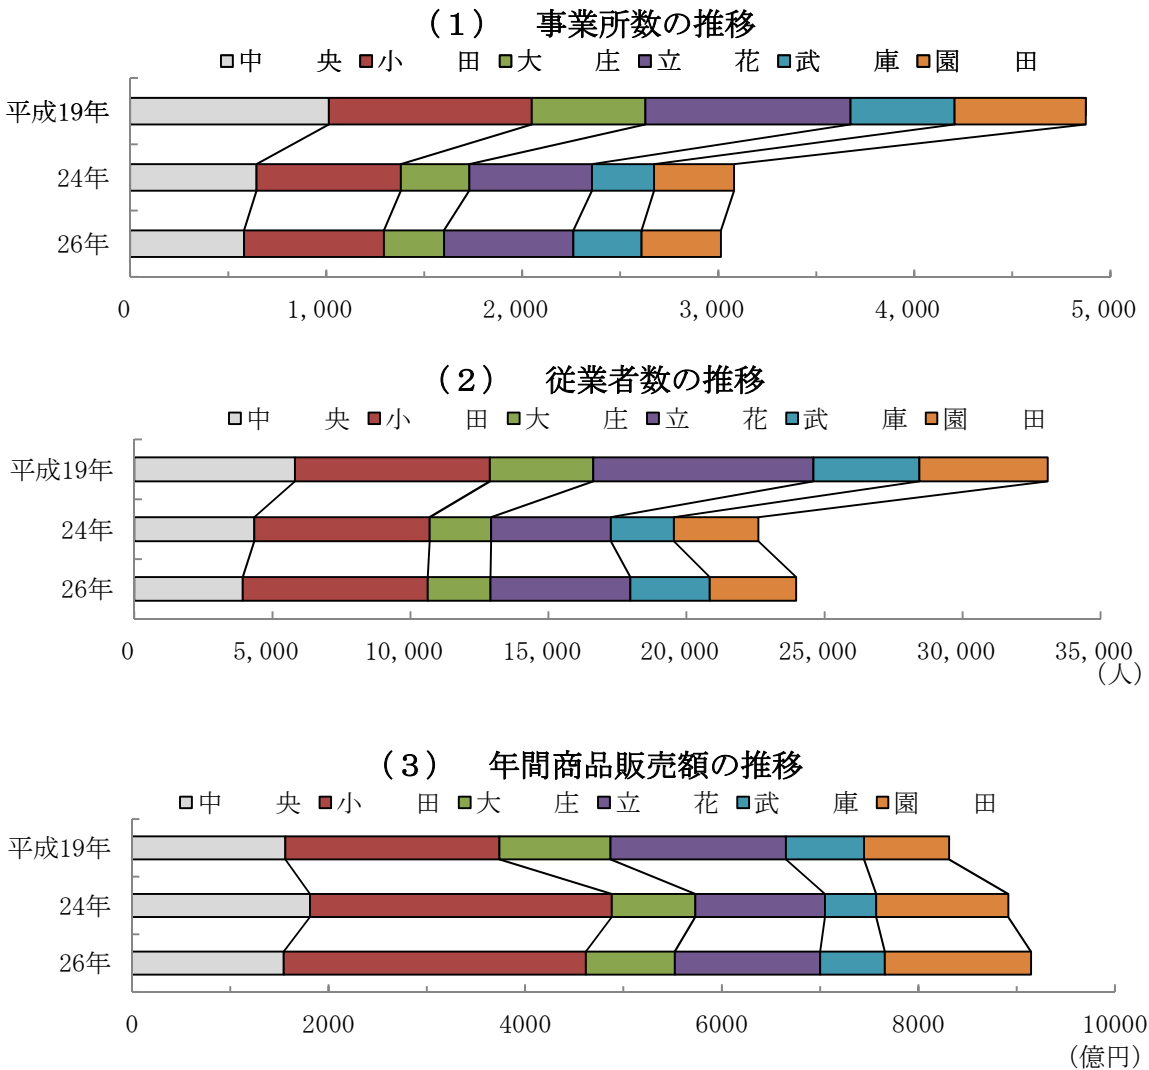 （１）　事業所数の推移
中　　央 小　　田 大　　庄 立　　花 武　　庫 園　　田
平成19年
24年
26年
0 1,000 2,000 3,000 4,000 5,000
（２）　従業者数の推移
中　　央 小　　田 大　　庄 立　　花 武　　庫 園　　田
平成19年
24年
26年
0 5,000 10,000 15,000 20,000 25,000 30,000 35,000
（人）
（３）　年間商品販売額の推移
中　　央 小　　田 大　　庄 立　　花 武　　庫 園　　田
平成19年
24年
26年
0 2000 4000 6000 8000 10000
（億円）